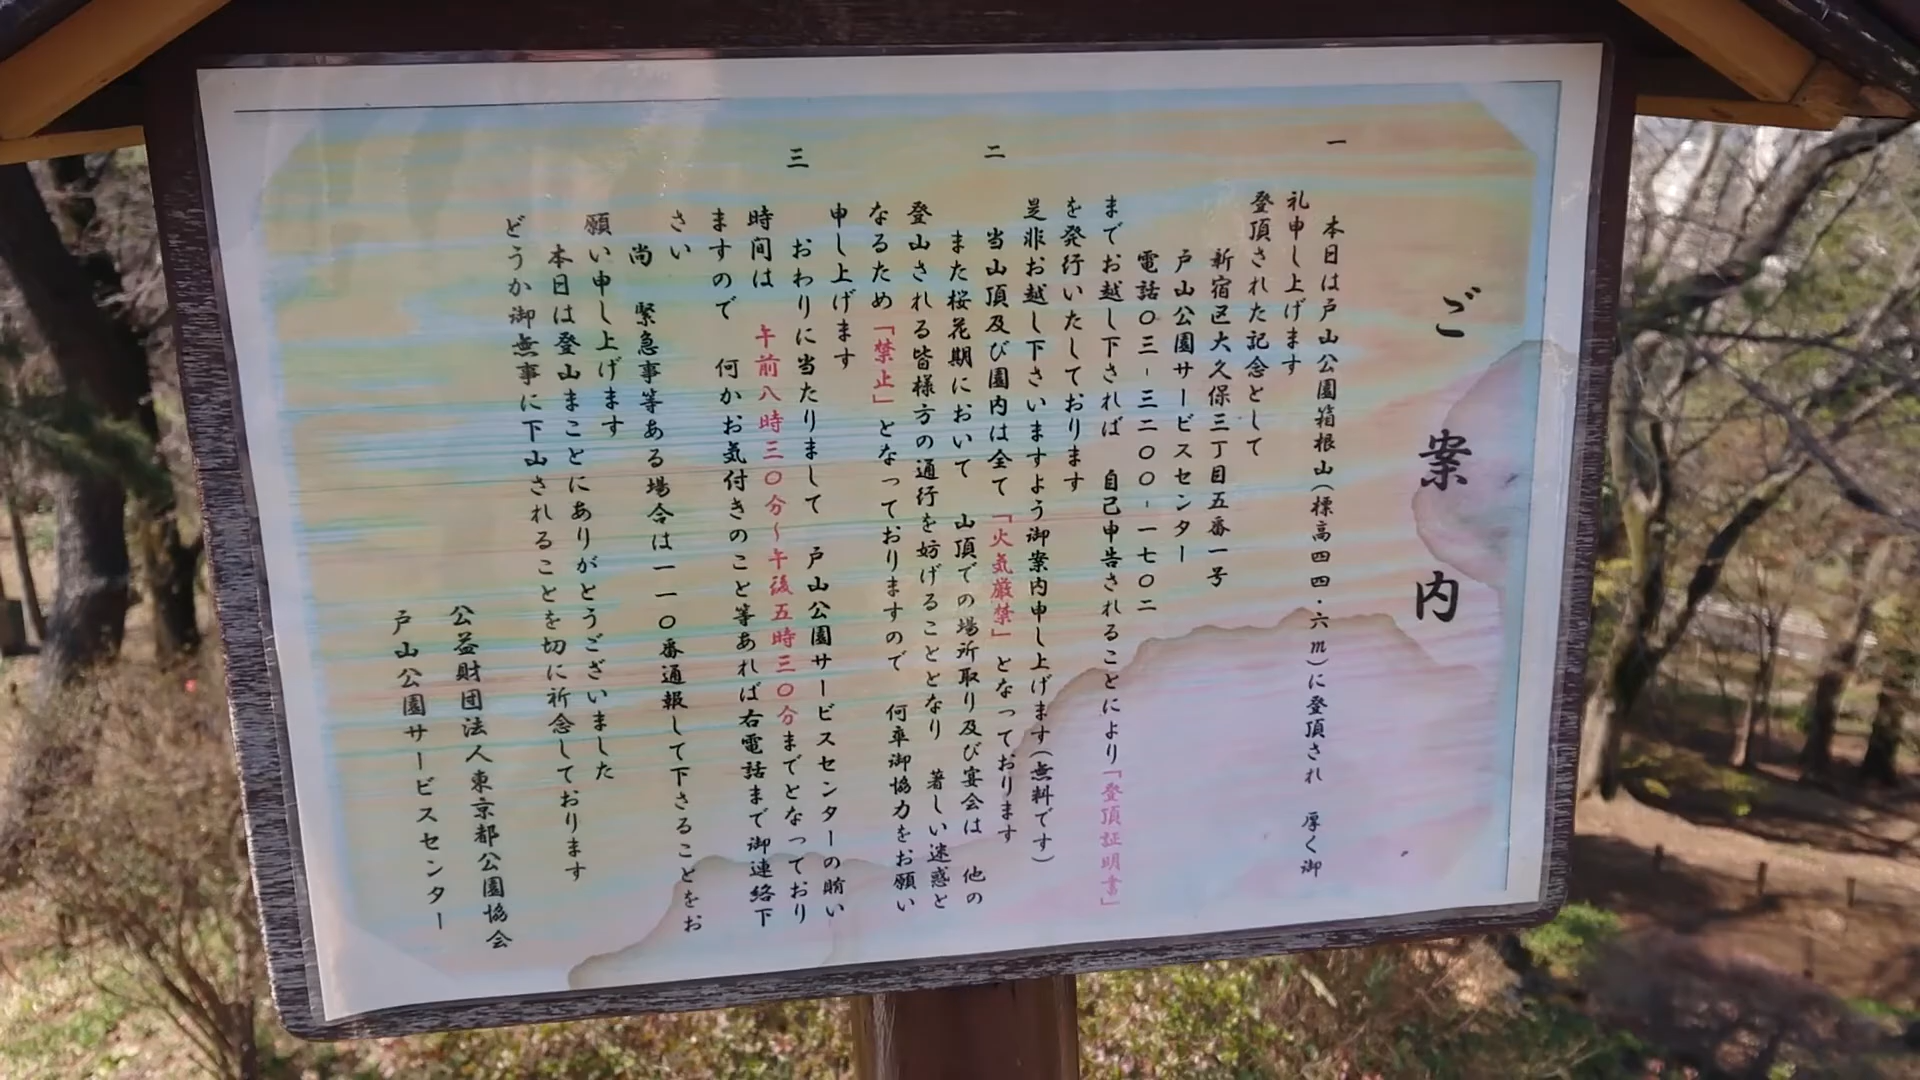 ご案内
一
本日は戸山公園箱根山(標高四四・六m)に登頂され 厚く御
礼申し上げます
登頂された記念として
新宿区大久保三丁目五番一号
戸山公園サービスセンター
電話〇三-三二〇〇-一七〇二
までお越し下されば 自己申告されることにより「登頂証明書」
を発行いたしております
是非お越し下さいますよう御案内申し上げます(無料です)
二
当山頂及び園内は全て「火気厳禁」となっております
また桜花期において 山頂での場所取り及び宴会は 他の
登山される皆様方の通行を妨げることとなり 著しい迷惑と
なるため「禁止」となっておりますので 何卒御協力をお願い
申し上げます
三
おわりに当たりまして 戸山公園サービスセンターの賄い
時間は 午前八時三〇分～午後五時三〇分までとなっており
ますので 何かお気付きのこと等あれば右電話まで御連絡下
さい
尚 緊急事等ある場合は一一〇番通報して下さることをお
願い申し上げます
本日は登山まことにありがとうございました
どうか御無事に下山されることを切に祈念しております
公益財団法人東京都公園協会
戸山公園サービスセンター